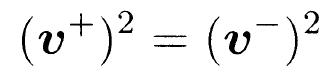 (𝒗⁺)² = (𝒗⁻)²